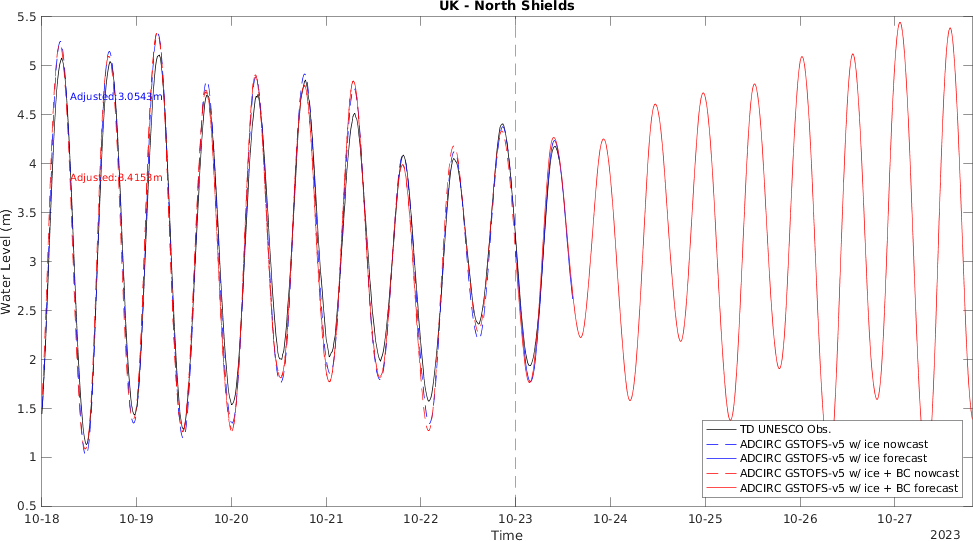 UK - North Shields
5.5
5
4.5
4
3.5
3
2.5
2
1.5
1
0.5
Water Level (m)
Adjusted:3.0543m
Adjusted:3.4153m
TD UNESCO Obs.
ADCIRC GSTOFS-v5 w/ ice nowcast
ADCIRC GSTOFS-v5 w/ ice forecast
ADCIRC GSTOFS-v5 w/ ice + BC nowcast
ADCIRC GSTOFS-v5 w/ ice + BC forecast
10-18 10-19 10-20 10-21 10-22 10-23 10-24 10-25 10-26 10-27
Time
2023